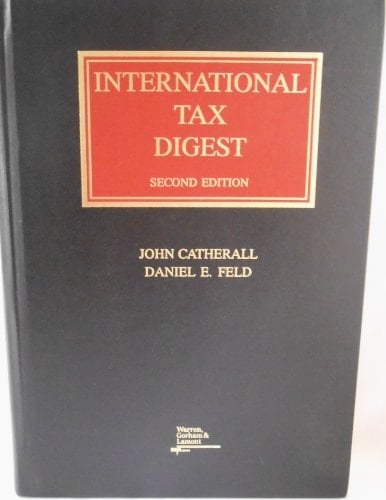 INTERNATIONAL
TAX
DIGEST
SECOND EDITION
JOHN CATHERALL
DANIEL E. FELD
Warren,
Gorham &
Lamont